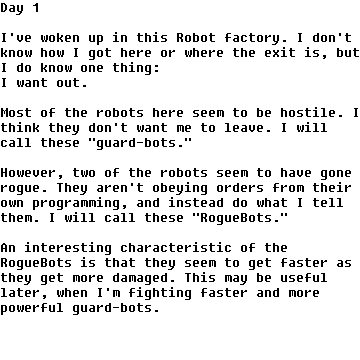 Day 1
I've woken up in this Robot factory. I don't
know how I got here or where the exit is, but
I do know one thing:
I want out.
Most of the robots here seem to be hostile. I
think they don't want me to leave. I will
call these "guard-bots."
However, two of the robots seem to have gone
rogue. They aren't obeying orders from their
own programming, and instead do what I tell
them. I will call these "RogueBots."
An interesting characteristic of the
RogueBots is that they seem to get faster as
they get more damaged. This may be useful
later, when I'm fighting faster and more
powerful guard-bots.